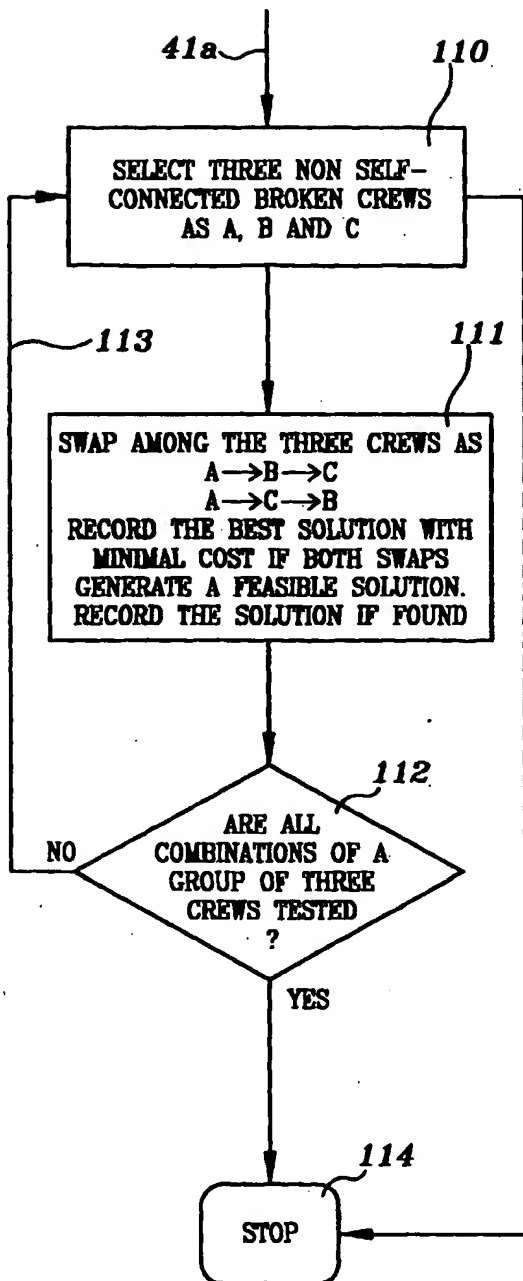 41a
110
SELECT THREE NON SELF-
CONNECTED BROKEN CREWS
AS A, B AND C
113
111
SWAP AMONG THE THREE CREWS AS
A→B→C
A→C→B
RECORD THE BEST SOLUTION WITH
MINIMAL COST IF BOTH SWAPS
GENERATE A FEASIBLE SOLUTION.
RECORD THE SOLUTION IF FOUND
112
ARE ALL
COMBINATIONS OF A
GROUP OF THREE
CREWS TESTED
?
NO
YES
114
STOP